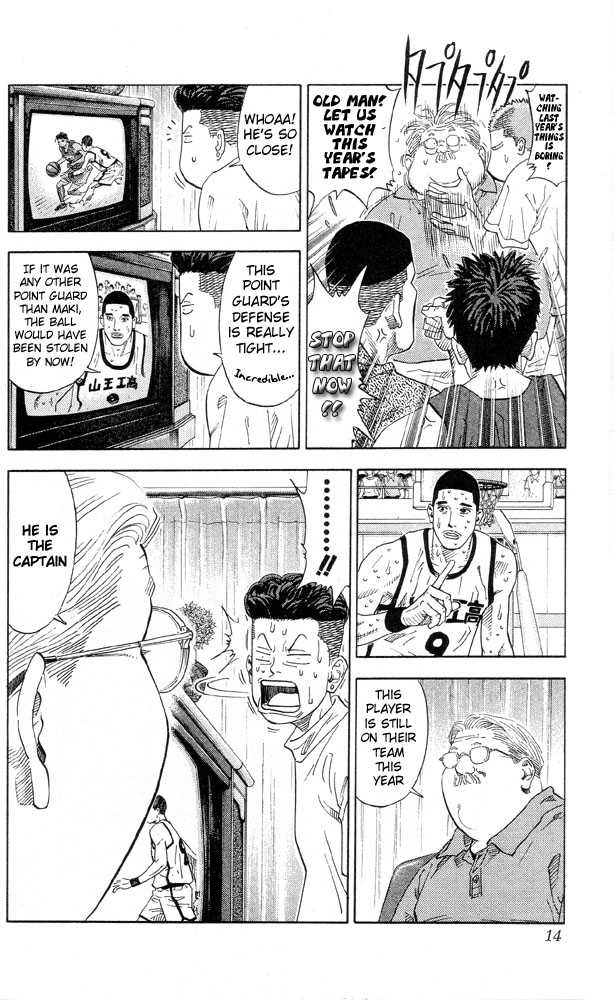 タプタプタプ
WAT-
CHING
LAST
YEAR'S
THINGS
IS
BORING!
OLD MAN!
LET US
WATCH
THIS
YEAR'S
TAPES!
STOP
THAT
NOW
!!
WHOAA!
HE'S SO
CLOSE!
THIS
POINT
GUARD'S
DEFENSE
IS REALLY
TIGHT...
Incredible...
IF IT WAS
ANY OTHER
POINT GUARD
THAN MAKI,
THE BALL
WOULD HAVE
BEEN STOLEN
BY NOW!
山王工高
工高
THIS
PLAYER
IS STILL
ON THEIR
TEAM
THIS
YEAR
........!!
HE IS
THE
CAPTAIN
14